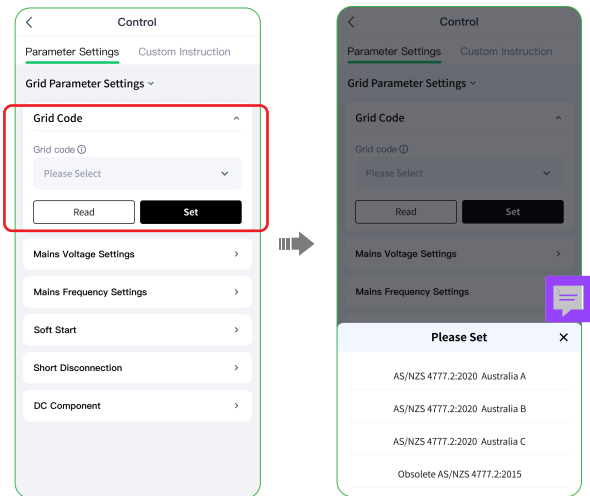 Control
Parameter Settings Custom Instruction
Grid Parameter Settings
Grid Code
Grid code
Please Select
Read Set
Mains Voltage Settings
Mains Frequency Settings
Soft Start
Short Disconnection
DC Component
Control
Parameter Settings Custom Instruction
Grid Parameter Settings
Grid Code
Grid code
Please Select
Read Set
Mains Voltage Settings
Mains Frequency Settings
Please Set
AS/NZS 4777.2:2020 Australia A
AS/NZS 4777.2:2020 Australia B
AS/NZS 4777.2:2020 Australia C
Obsolete AS/NZS 4777.2:2015